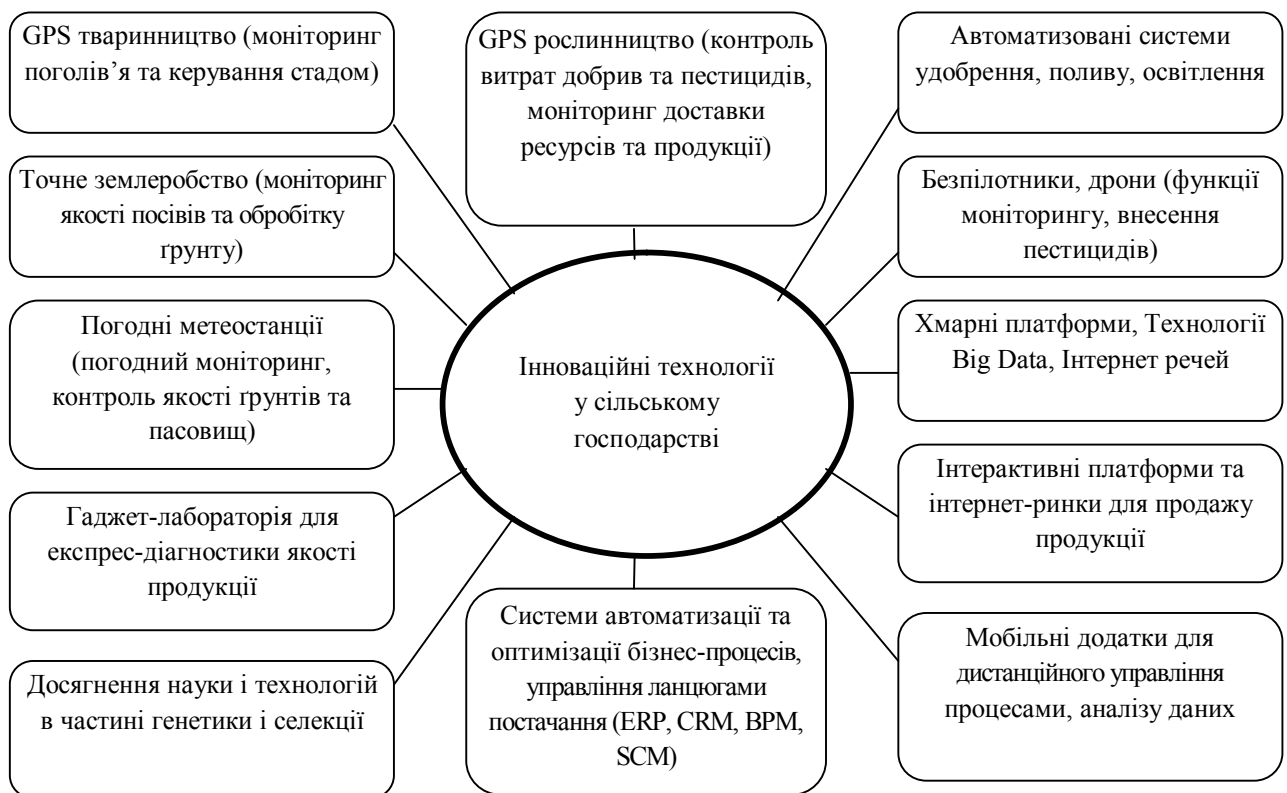 GPS тваринництво (моніторинг
поголів’я та керування стадом)
GPS рослинництво (контроль
витрат добрив та пестицидів,
моніторинг доставки
ресурсів та продукції)
Автоматизовані системи
удобрення, поливу, освітлення
Точне землеробство (моніторинг
якості посівів та обробітку
ґрунту)
Безпілотники, дрони (функції
моніторингу, внесення
пестицидів)
Погодні метеостанції
(погодний моніторинг,
контроль якості ґрунтів та
пасовищ)
Інноваційні технології
у сільському
господарстві
Хмарні платформи, Технології
Big Data, Інтернет речей
Гаджет-лабораторія для
експрес-діагностики якості
продукції
Інтерактивні платформи та
інтернет-ринки для продажу
продукції
Досягнення науки і технологій
в частині генетики і селекції
Системи автоматизації та
оптимізації бізнес-процесів,
управління ланцюгами
постачання (ERP, CRM, BPM,
SCM)
Мобільні додатки для
дистанційного управління
процесами, аналізу даних